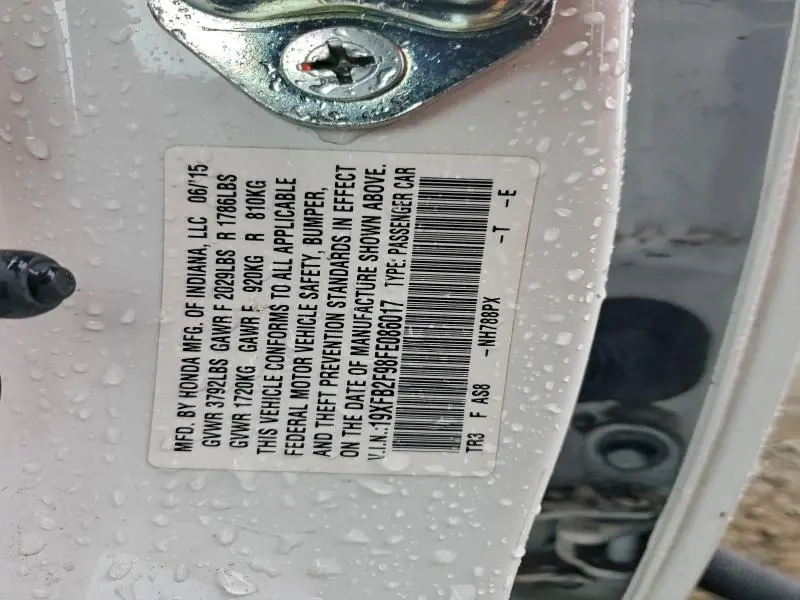 MFD. BY HONDA MFG. OF INDIANA, LLC 06/'15
GVWR 3792LBS GAWR F 2029LBS R 1786LBS
GVWR 1720KG GAWR F 920KG R 810KG
THIS VEHICLE CONFORMS TO ALL APPLICABLE
FEDERAL MOTOR VEHICLE SAFETY, BUMPER,
AND THEFT PREVENTION STANDARDS IN EFFECT
ON THE DATE OF MANUFACTURE SHOWN ABOVE.
V.I.N.:19XFB2F98FE086017 TYPE: PASSENGER CAR
TR3 F AS8 -NH788PX -T -E